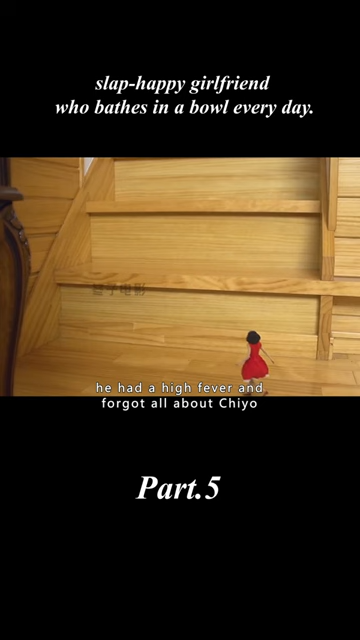 slap-happy girlfriend
who bathes in a bowl every day.
he had a high fever and
forgot all about Chiyo
Part.5